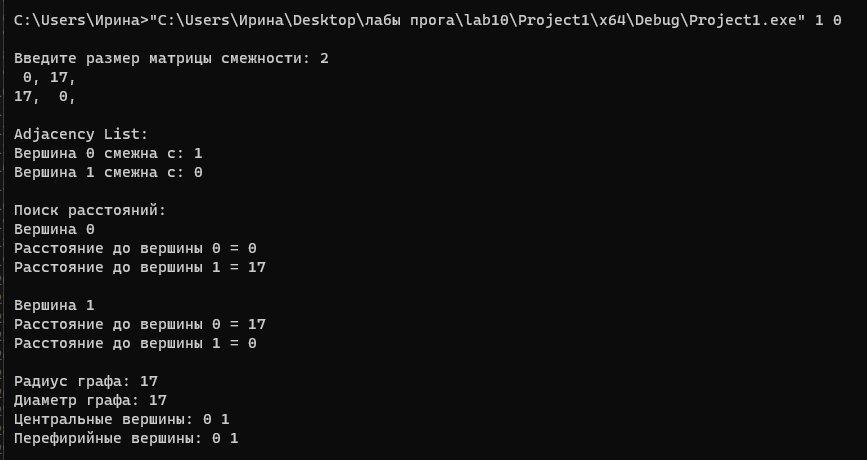 C:\Users\Ирина>"C:\Users\Ирина\Desktop\лабы прога\lab10\Project1\x64\Debug\Project1.exe" 1 0
Введите размер матрицы смежности: 2
 0, 17,
17,  0,
Adjacency List:
Вершина 0 смежна с: 1
Вершина 1 смежна с: 0
Поиск расстояний:
Вершина 0
Расстояние до вершины 0 = 0
Расстояние до вершины 1 = 17
Вершина 1
Расстояние до вершины 0 = 17
Расстояние до вершины 1 = 0
Радиус графа: 17
Диаметр графа: 17
Центральные вершины: 0 1
Перефирийные вершины: 0 1